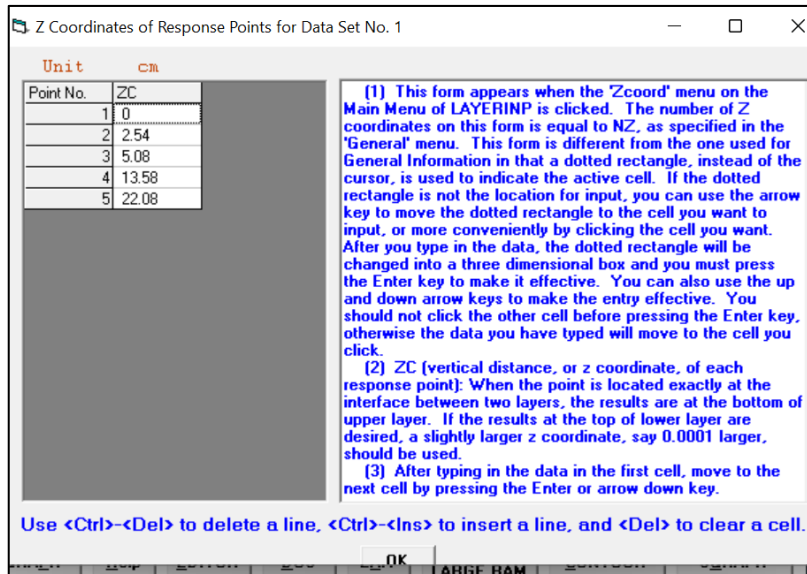 Z Coordinates of Response Points for Data Set No. 1
Unit cm
Point No. ZC
1 0
2 2.54
3 5.08
4 13.58
5 22.08
(1) This form appears when the 'Zcoord' menu on the
Main Menu of LAYERINP is clicked. The number of Z
coordinates on this form is equal to NZ, as specified in the
'General' menu. This form is different from the one used for
General Information in that a dotted rectangle, instead of the
cursor, is used to indicate the active cell. If the dotted
rectangle is not the location for input, you can use the arrow
key to move the dotted rectangle to the cell you want to
input, or more conveniently by clicking the cell you want.
After you type in the data, the dotted rectangle will be
changed into a three dimensional box and you must press
the Enter key to make it effective. You can also use the up
and down arrow keys to make the entry effective. You
should not click the other cell before pressing the Enter key,
otherwise the data you have typed will move to the cell you
click.
(2) ZC (vertical distance, or z coordinate, of each
response point): When the point is located exactly at the
interface between two layers, the results are at the bottom of
upper layer. If the results at the top of lower layer are
desired, a slightly larger z coordinate, say 0.0001 larger,
should be used.
(3) After typing in the data in the first cell, move to the
next cell by pressing the Enter or arrow down key.
Use <Ctrl>-<Del> to delete a line, <Ctrl>-<Ins> to insert a line, and <Del> to clear a cell.
OK